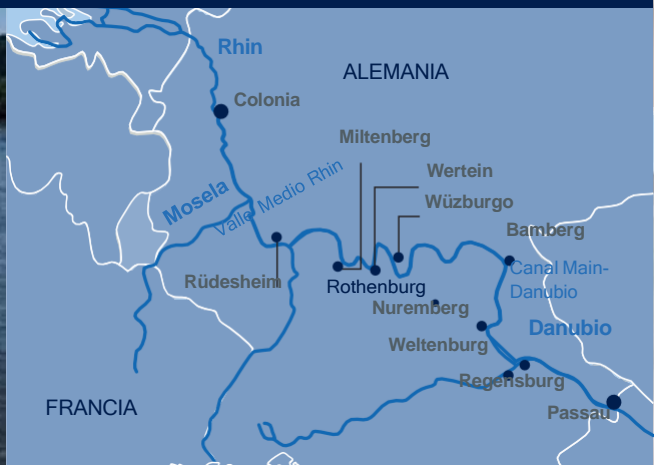 Rhin
ALEMANIA
Colonia
Miltenberg
Wertein
Wüzburgo
Mosela
Valle Medio Rhin
Bamberg
Canal Main-
Danubio
Rüdesheim
Rothenburg
Nuremberg
Danubio
Weltenburg
Regensburg
FRANCIA
Passau